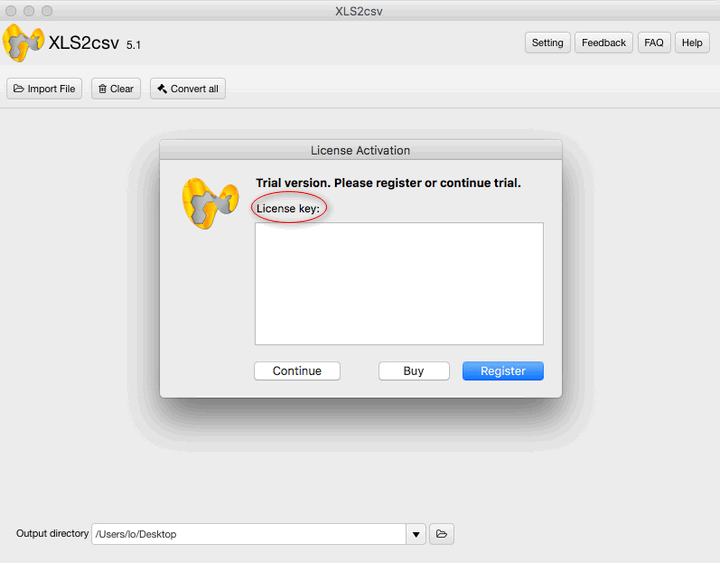 XLS2csv
XLS2csv 5.1
Setting Feedback FAQ Help
Import File Clear Convert all
License Activation
Trial version. Please register or continue trial.
License key:
Continue Buy Register
Output directory /Users/lo/Desktop